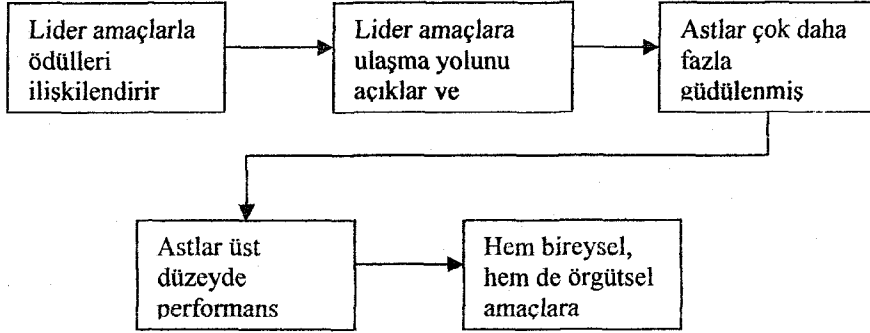 Lider amaçlarla
ödülleri
ilişkilendirir
Lider amaçlara
ulaşma yolunu
açıklar ve
Astlar çok daha
fazla
güdülenmiş
Astlar üst
düzeyde
performans
Hem bireysel,
hem de örgütsel
amaçlara